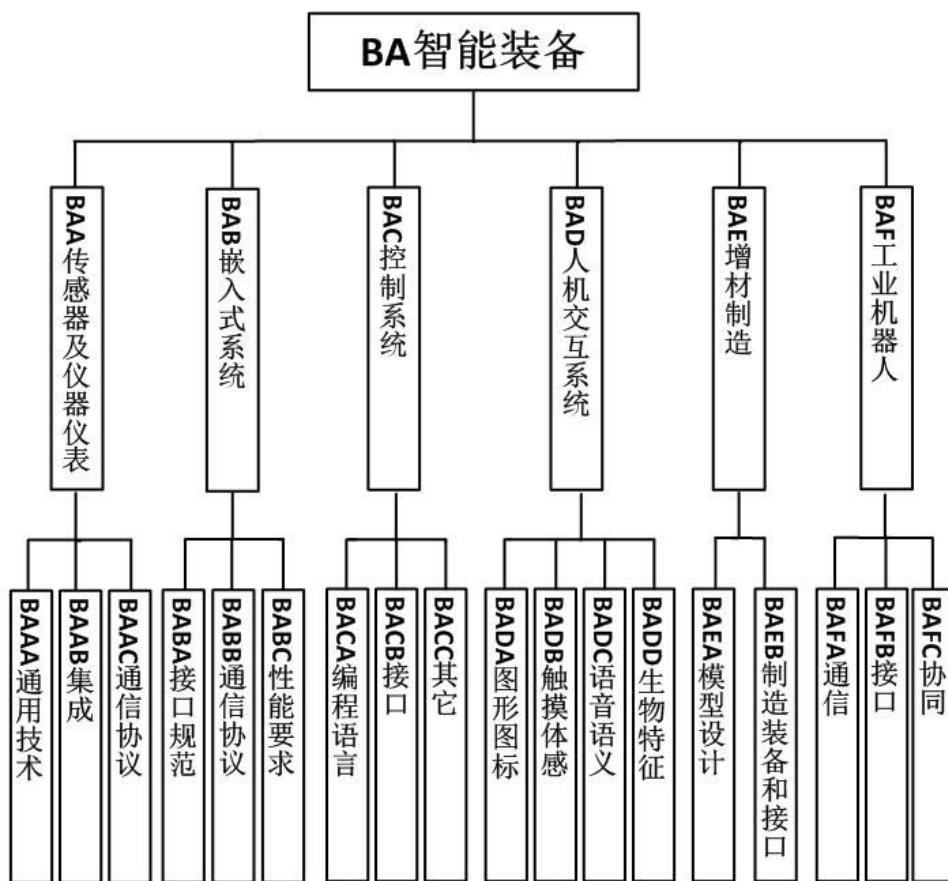 BA智能装备
BAA传感器及仪器仪表
BAB嵌入式系统
BAC控制系统
BAD人机交互系统
BAE增材制造
BAF工业机器人
BAAA通用技术
BAAB集成
BAAC通信协议
BABA接口规范
BABB通信协议
BABC性能要求
BACA编程语言
BACB接口
BACC其它
BADA图形图标
BADB触摸体感
BADC语音语义
BADD生物特征
BAEA模型设计
BAEB制造装备和接口
BAFA通信
BAFB接口
BAFC协同